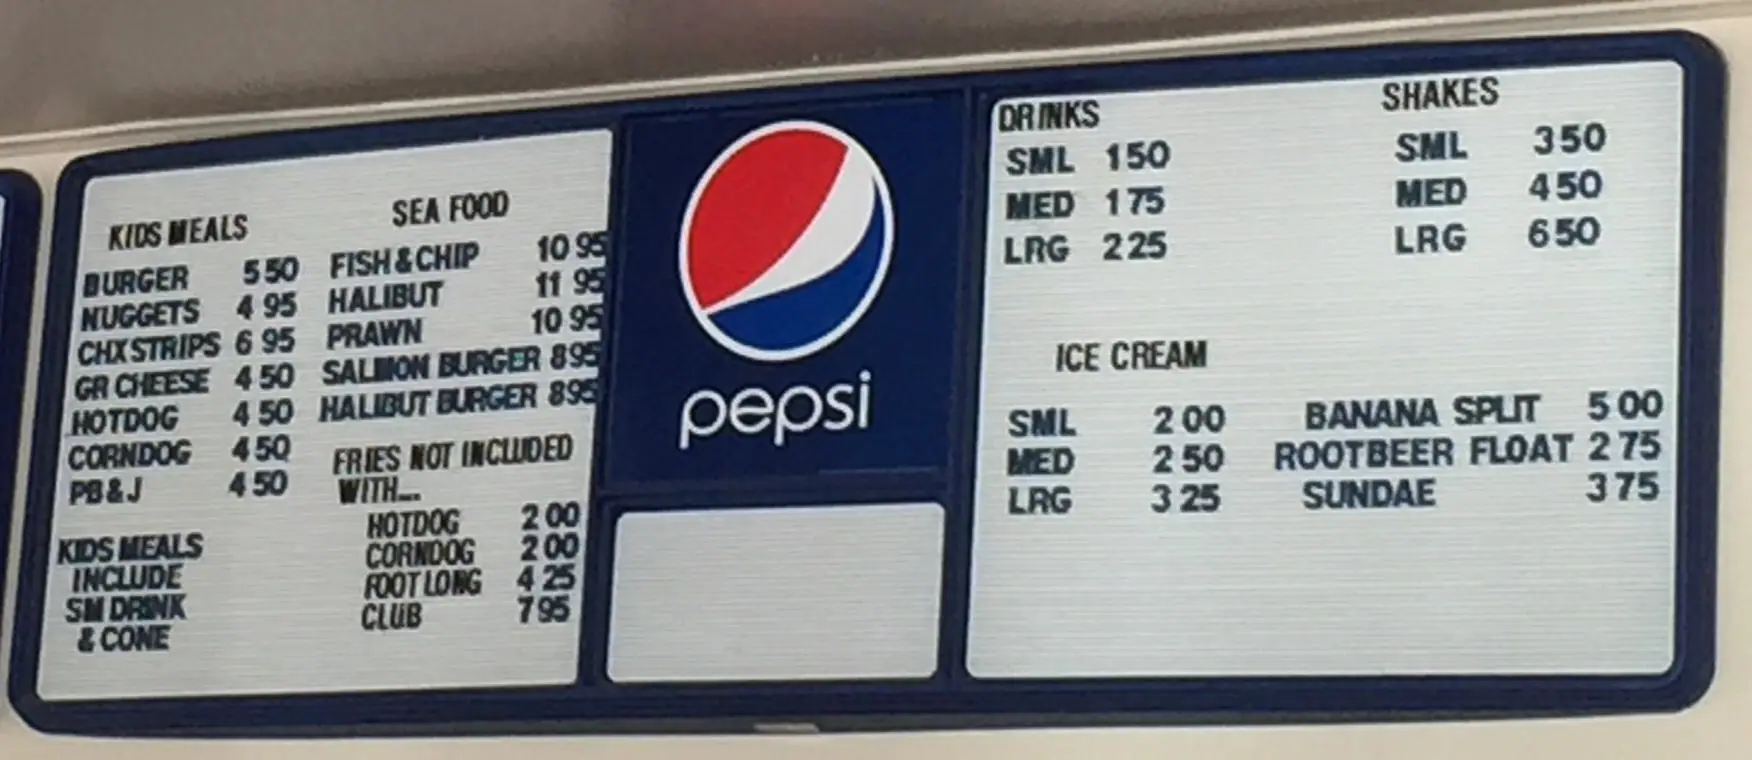 KIDS MEALS
BURGER 5 50
NUGGETS 4 95
CHX STRIPS 6 95
GR CHEESE 4 50
HOTDOG 4 50
CORNDOG 4 50
PB & J 4 50
KIDS MEALS
INCLUDE
SM DRINK
& CONE
SEA FOOD
FISH & CHIP 10 95
HALIBUT 11 95
PRAWN 10 95
SALMON BURGER 8 95
HALIBUT BURGER 8 95
FRIES NOT INCLUDED
WITH....
HOTDOG 2 00
CORNDOG 2 00
FOOT LONG 4 25
CLUB 7 95
pepsi
DRINKS
SML 1 50
MED 1 75
LRG 2 25
SHAKES
SML 3 50
MED 4 50
LRG 6 50
ICE CREAM
SML 2 00
MED 2 50
LRG 3 25
BANANA SPLIT 5 00
ROOTBEER FLOAT 2 75
SUNDAE 3 75